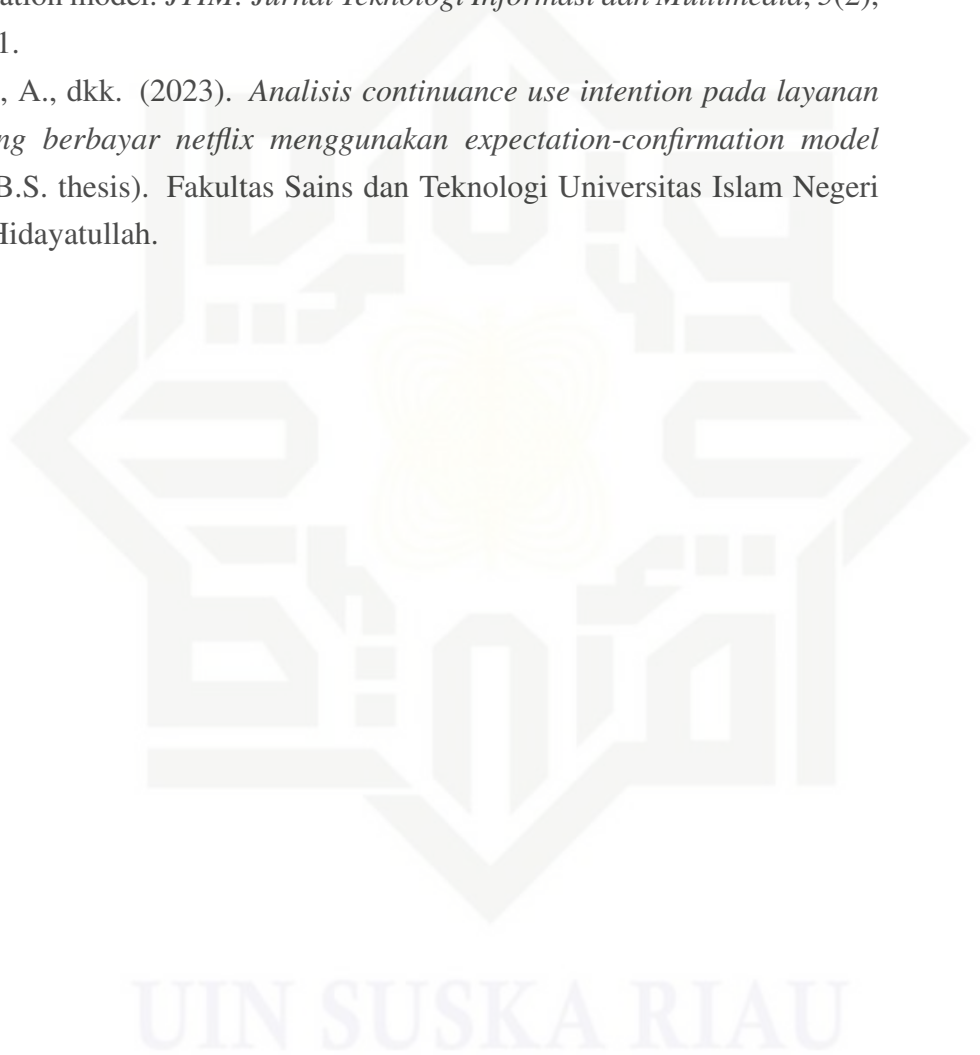 ation model. JTIM: Jurnal Teknologi Informasi dan Multimedia, 5(2),
1.
, A., dkk. (2023). Analisis continuance use intention pada layanan
ng berbayar netflix menggunakan expectation-confirmation model
B.S. thesis). Fakultas Sains dan Teknologi Universitas Islam Negeri
Hidayatullah.
UIN SUSKA RIAU